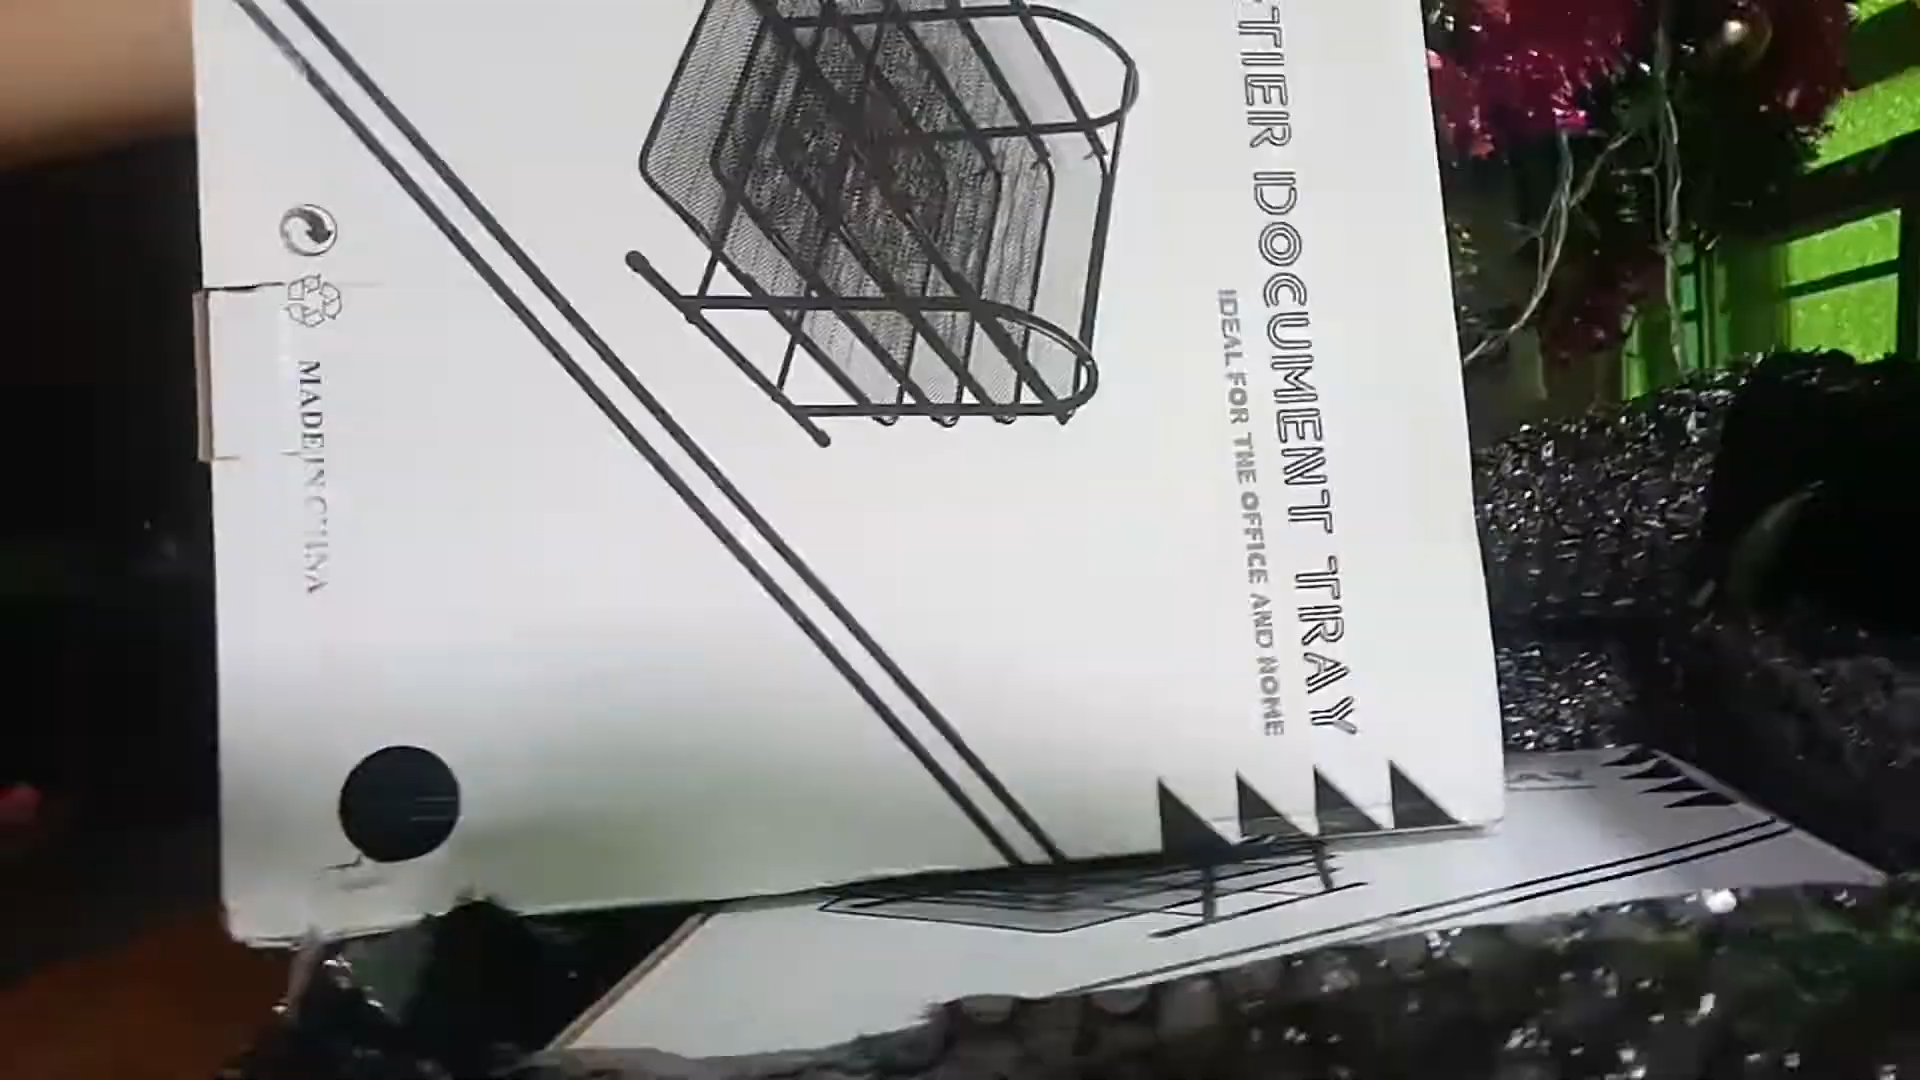 TIER DOCUMENT TRAY
IDEAL FOR THE OFFICE AND HOME
MADE IN CHINA